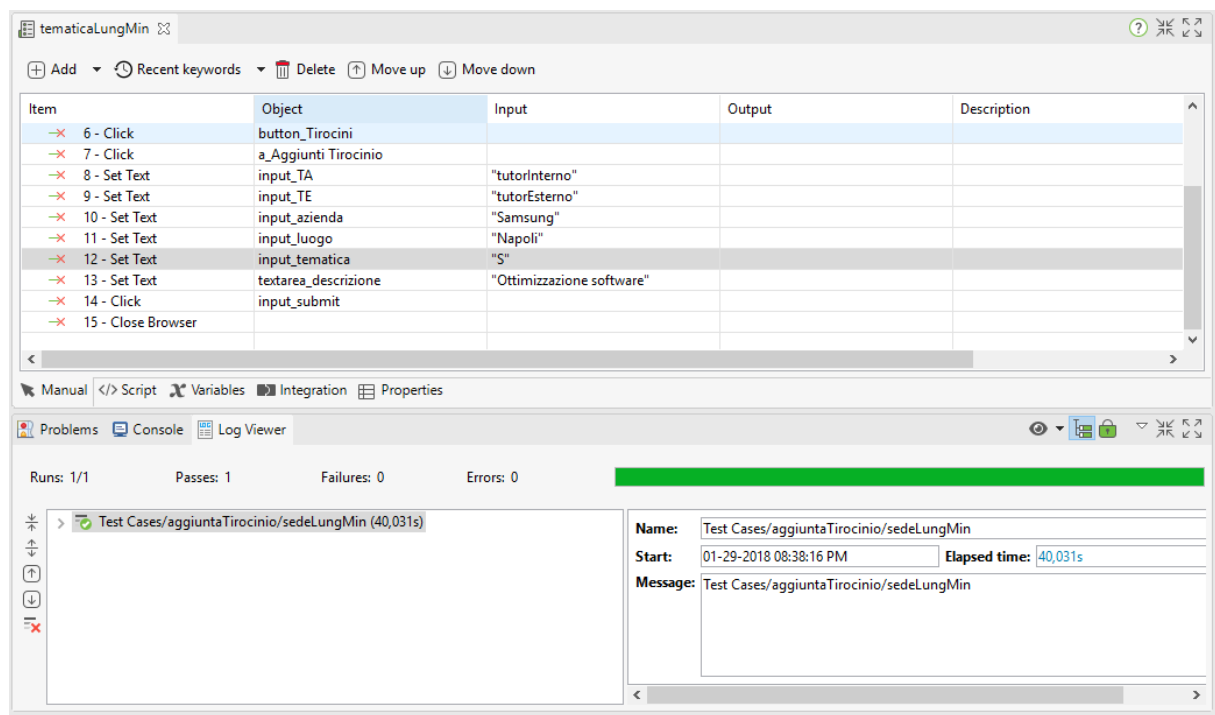 tematicaLungMin
Add Recent keywords Delete Move up Move down
Item Object Input Output Description
6 - Click button_Tirocini
7 - Click a_Aggiunti Tirocinio
8 - Set Text input_TA "tutorInterno"
9 - Set Text input_TE "tutorEsterno"
10 - Set Text input_azienda "Samsung"
11 - Set Text input_luogo "Napoli"
12 - Set Text input_tematica "S"
13 - Set Text textarea_descrizione "Ottimizzazione software"
14 - Click input_submit
15 - Close Browser
Manual </> Script Variables Integration Properties
Problems Console Log Viewer
Runs: 1/1 Passes: 1 Failures: 0 Errors: 0
Test Cases/aggiuntaTirocinio/sedeLungMin (40,031s)
Name: Test Cases/aggiuntaTirocinio/sedeLungMin
Start: 01-29-2018 08:38:16 PM Elapsed time: 40,031s
Message: Test Cases/aggiuntaTirocinio/sedeLungMin